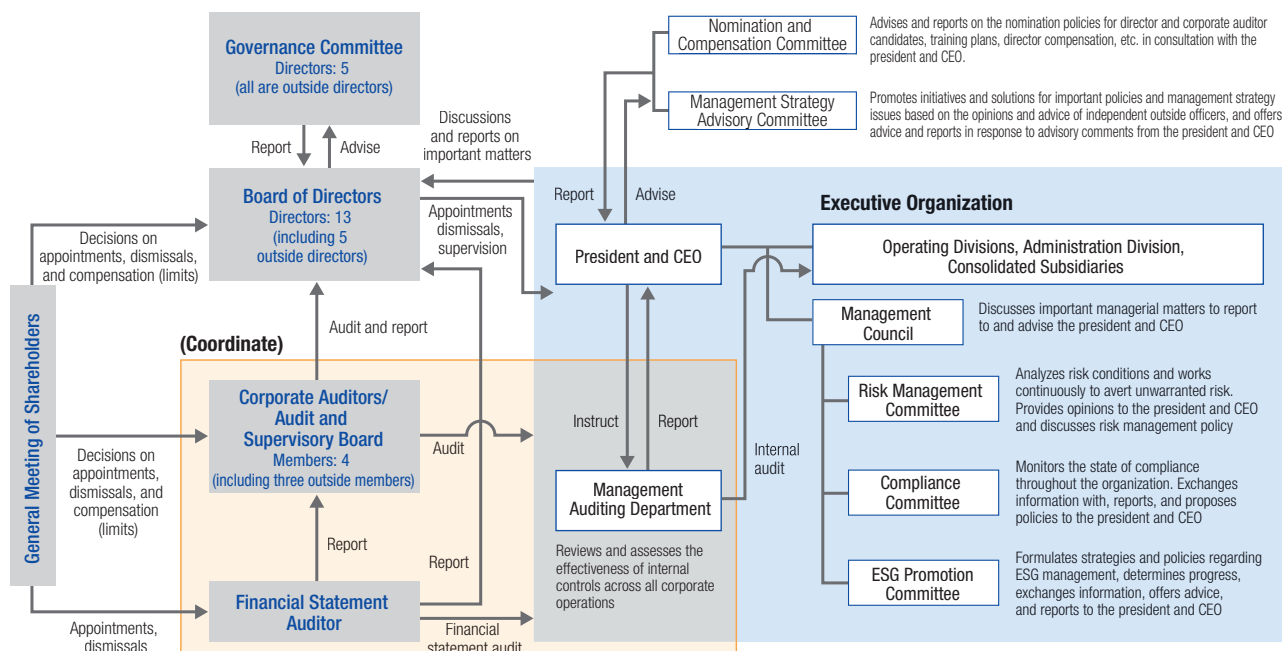 Governance Committee
Directors: 5
(all are outside directors)
Report
Advise
Discussions
and reports on
important matters
Nomination and
Compensation Committee
Advises and reports on the nomination policies for director and corporate auditor
candidates, training plans, director compensation, etc. in consultation with the
president and CEO.
Management Strategy
Advisory Committee
Promotes initiatives and solutions for important policies and management strategy
issues based on the opinions and advice of independent outside officers, and offers
advice and reports in response to advisory comments from the president and CEO
Board of Directors
Directors: 13
(including 5
outside directors)
Decisions on
appointments, dismissals,
and compensation (limits)
Appointments
dismissals,
supervision
Report
Advise
Executive Organization
President and CEO
Operating Divisions, Administration Division,
Consolidated Subsidiaries
Management
Council
Discusses important managerial matters to report
to and advise the president and CEO
General Meeting of Shareholders
Audit and report
(Coordinate)
Corporate Auditors/
Audit and
Supervisory Board
Members: 4
(including three outside members)
Audit
Decisions on
appointments,
dismissals, and
compensation
(limits)
Instruct
Report
Internal
audit
Risk Management
Committee
Analyzes risk conditions and works
continuously to avert unwarranted risk.
Provides opinions to the president and CEO
and discusses risk management policy
Management
Auditing Department
Reviews and assesses the
effectiveness of internal
controls across all corporate
operations
Compliance
Committee
Monitors the state of compliance
throughout the organization. Exchanges
information with, reports, and proposes
policies to the president and CEO
Report
Report
Financial Statement
Auditor
Appointments,
dismissals
Financial
statement audit
ESG Promotion
Committee
Formulates strategies and policies regarding
ESG management, determines progress,
exchanges information, offers advice,
and reports to the president and CEO